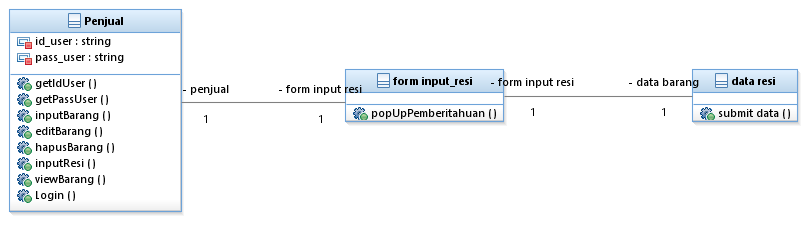 Penjual
id_user : string
pass_user : string
getIdUser ( )
getPassUser ( )
inputBarang ( )
editBarang ( )
hapusBarang ( )
inputResi ( )
viewBarang ( )
Login ( )
- penjual
1
- form input resi
1
form input_resi
popUpPemberitahuan ( )
- form input resi
1
- data barang
1
data resi
submit data ( )